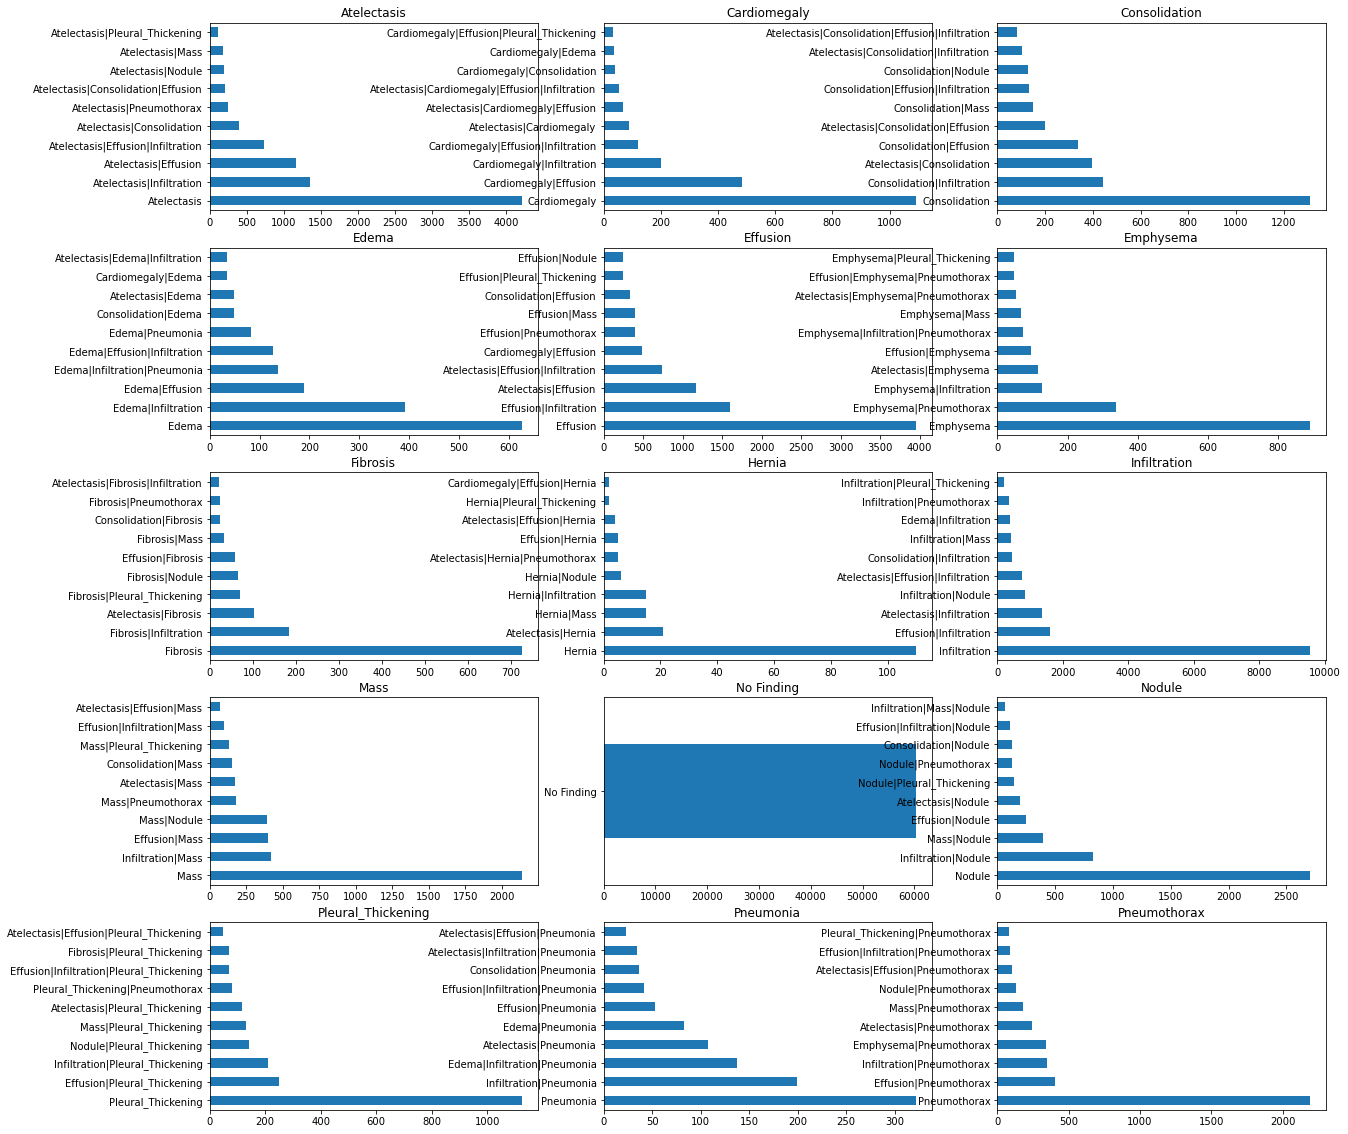 Atelectasis
Atelectasis|Pleural_Thickening
Atelectasis|Mass
Atelectasis|Nodule
Atelectasis|Consolidation|Effusion
Atelectasis|Pneumothorax
Atelectasis|Consolidation
Atelectasis|Effusion|Infiltration
Atelectasis|Effusion
Atelectasis|Infiltration
Atelectasis
0 500 1000 1500 2000 2500 3000 3500 4000
Cardiomegaly
Cardiomegaly|Effusion|Pleural_Thickening
Cardiomegaly|Edema
Cardiomegaly|Consolidation
Atelectasis|Cardiomegaly|Effusion|Infiltration
Atelectasis|Cardiomegaly|Effusion
Atelectasis|Cardiomegaly
Cardiomegaly|Effusion|Infiltration
Cardiomegaly|Infiltration
Cardiomegaly|Effusion
Cardiomegaly
0 200 400 600 800 1000
Consolidation
Atelectasis|Consolidation|Effusion|Infiltration
Atelectasis|Consolidation|Infiltration
Consolidation|Nodule
Consolidation|Effusion|Infiltration
Consolidation|Mass
Atelectasis|Consolidation|Effusion
Consolidation|Effusion
Atelectasis|Consolidation
Consolidation|Infiltration
Consolidation
0 200 400 600 800 1000 1200
Edema
Atelectasis|Edema|Infiltration
Cardiomegaly|Edema
Atelectasis|Edema
Consolidation|Edema
Edema|Pneumonia
Edema|Effusion|Infiltration
Edema|Infiltration|Pneumonia
Edema|Effusion
Edema|Infiltration
Edema
0 100 200 300 400 500 600
Effusion
Effusion|Nodule
Effusion|Pleural_Thickening
Consolidation|Effusion
Effusion|Mass
Effusion|Pneumothorax
Cardiomegaly|Effusion
Atelectasis|Effusion|Infiltration
Atelectasis|Effusion
Effusion|Infiltration
Effusion
0 500 1000 1500 2000 2500 3000 3500 4000
Emphysema
Emphysema|Pleural_Thickening
Effusion|Emphysema|Pneumothorax
Atelectasis|Emphysema|Pneumothorax
Emphysema|Mass
Emphysema|Infiltration|Pneumothorax
Effusion|Emphysema
Atelectasis|Emphysema
Emphysema|Infiltration
Emphysema|Pneumothorax
Emphysema
0 200 400 600 800
Fibrosis
Atelectasis|Fibrosis|Infiltration
Fibrosis|Pneumothorax
Consolidation|Fibrosis
Fibrosis|Mass
Effusion|Fibrosis
Fibrosis|Nodule
Fibrosis|Pleural_Thickening
Atelectasis|Fibrosis
Fibrosis|Infiltration
Fibrosis
0 100 200 300 400 500 600 700
Hernia
Cardiomegaly|Effusion|Hernia
Hernia|Pleural_Thickening
Atelectasis|Effusion|Hernia
Effusion|Hernia
Atelectasis|Hernia|Pneumothorax
Hernia|Nodule
Hernia|Infiltration
Hernia|Mass
Atelectasis|Hernia
Hernia
0 20 40 60 80 100
Infiltration
Infiltration|Pleural_Thickening
Infiltration|Pneumothorax
Edema|Infiltration
Infiltration|Mass
Consolidation|Infiltration
Atelectasis|Effusion|Infiltration
Infiltration|Nodule
Atelectasis|Infiltration
Effusion|Infiltration
Infiltration
0 2000 4000 6000 8000 10000
Mass
Atelectasis|Effusion|Mass
Effusion|Infiltration|Mass
Mass|Pleural_Thickening
Consolidation|Mass
Atelectasis|Mass
Mass|Pneumothorax
Mass|Nodule
Effusion|Mass
Infiltration|Mass
Mass
0 250 500 750 1000 1250 1500 1750 2000
No Finding
No Finding
0 10000 20000 30000 40000 50000 60000
Nodule
Infiltration|Mass|Nodule
Effusion|Infiltration|Nodule
Consolidation|Nodule
Nodule|Pneumothorax
Nodule|Pleural_Thickening
Atelectasis|Nodule
Effusion|Nodule
Mass|Nodule
Infiltration|Nodule
Nodule
0 500 1000 1500 2000 2500
Pleural_Thickening
Atelectasis|Effusion|Pleural_Thickening
Fibrosis|Pleural_Thickening
Effusion|Infiltration|Pleural_Thickening
Pleural_Thickening|Pneumothorax
Atelectasis|Pleural_Thickening
Mass|Pleural_Thickening
Nodule|Pleural_Thickening
Infiltration|Pleural_Thickening
Effusion|Pleural_Thickening
Pleural_Thickening
0 200 400 600 800 1000
Pneumonia
Atelectasis|Effusion|Pneumonia
Atelectasis|Infiltration|Pneumonia
Consolidation|Pneumonia
Effusion|Infiltration|Pneumonia
Effusion|Pneumonia
Edema|Pneumonia
Atelectasis|Pneumonia
Edema|Infiltration|Pneumonia
Infiltration|Pneumonia
Pneumonia
0 50 100 150 200 250 300
Pneumothorax
Pleural_Thickening|Pneumothorax
Effusion|Infiltration|Pneumothorax
Atelectasis|Effusion|Pneumothorax
Nodule|Pneumothorax
Mass|Pneumothorax
Atelectasis|Pneumothorax
Emphysema|Pneumothorax
Infiltration|Pneumothorax
Effusion|Pneumothorax
Pneumothorax
0 500 1000 1500 2000